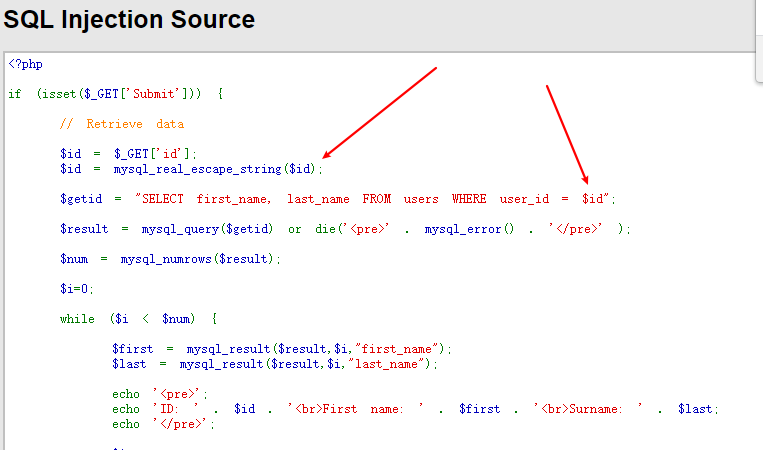 SQL Injection Source
<?php
if (isset($_GET['Submit'])) {
// Retrieve data
$id = $_GET['id'];
$id = mysql_real_escape_string($id);
$getid = "SELECT first_name, last_name FROM users WHERE user_id = $id";
$result = mysql_query($getid) or die('<pre>' . mysql_error() . '</pre>' );
$num = mysql_numrows($result);
$i=0;
while ($i < $num) {
$first = mysql_result($result,$i,"first_name");
$last = mysql_result($result,$i,"last_name");
echo '<pre>';
echo 'ID: ' . $id . '<br>First name: ' . $first . '<br>Surname: ' . $last;
echo '</pre>';